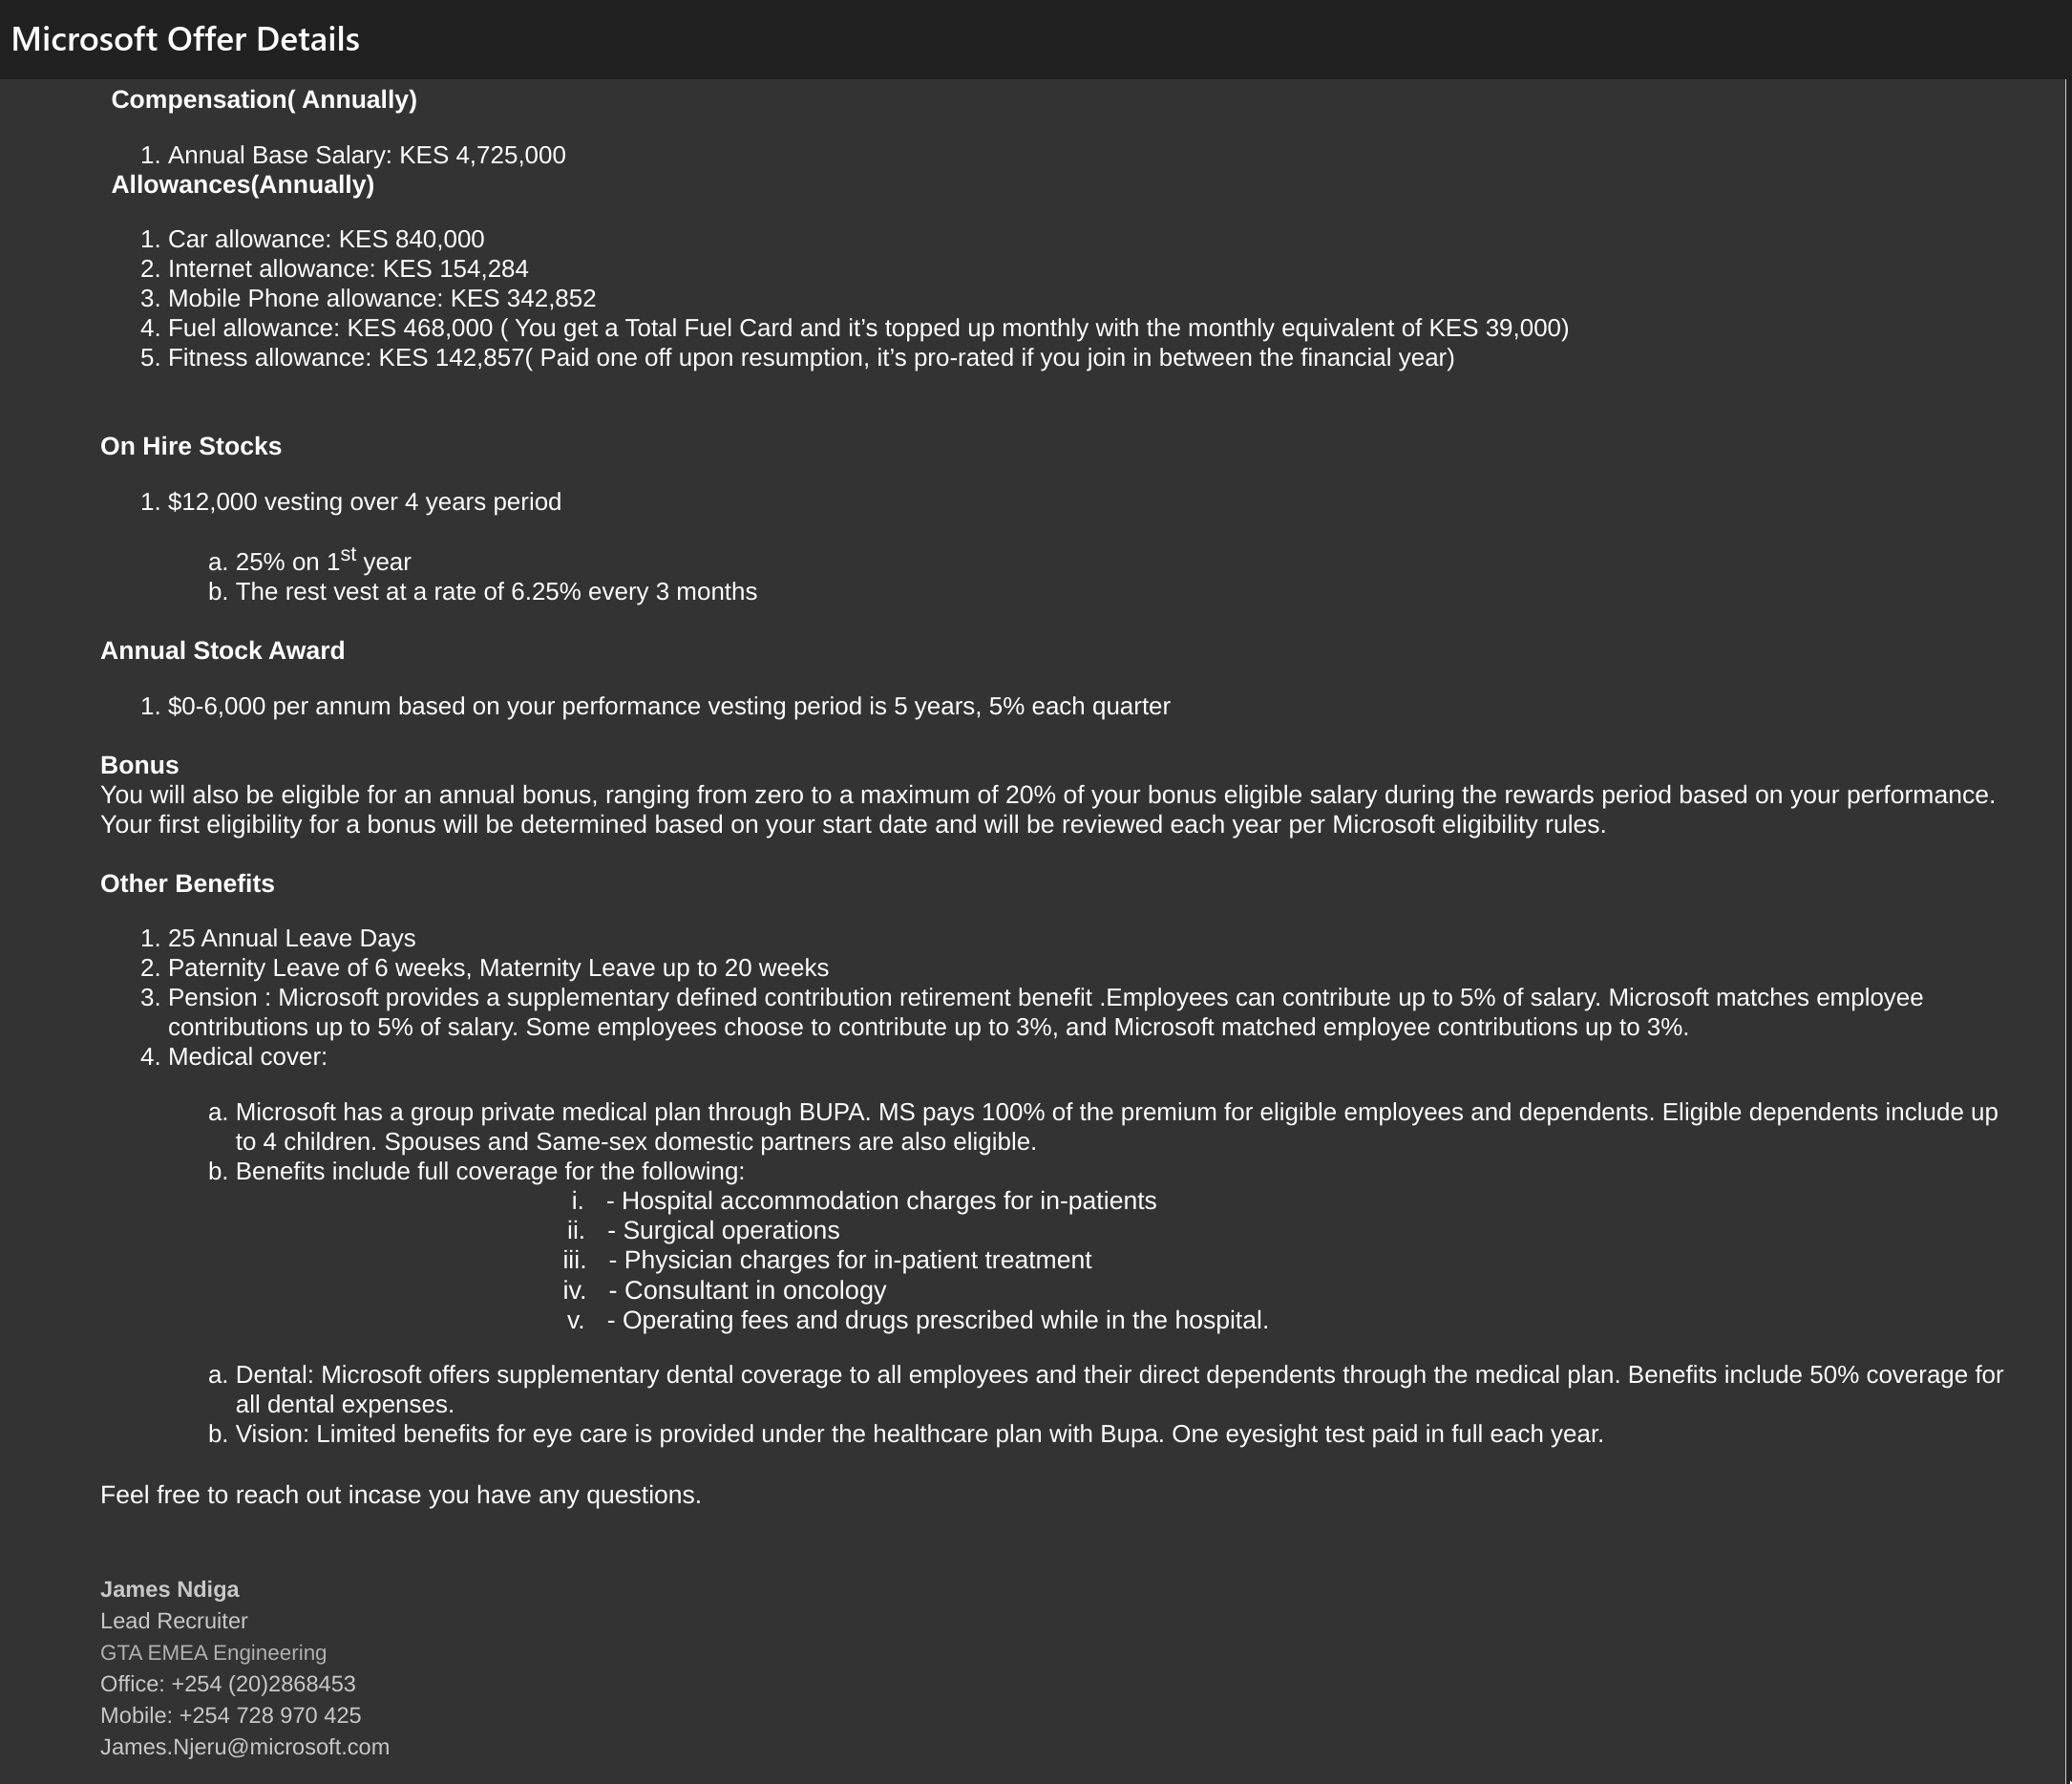 Microsoft Offer Details
Compensation( Annually)
1. Annual Base Salary: KES 4,725,000
Allowances(Annually)
1. Car allowance: KES 840,000
2. Internet allowance: KES 154,284
3. Mobile Phone allowance: KES 342,852
4. Fuel allowance: KES 468,000 ( You get a Total Fuel Card and it’s topped up monthly with the monthly equivalent of KES 39,000)
5. Fitness allowance: KES 142,857( Paid one off upon resumption, it’s pro-rated if you join in between the financial year)
On Hire Stocks
1. $12,000 vesting over 4 years period
a. 25% on 1st year
b. The rest vest at a rate of 6.25% every 3 months
Annual Stock Award
1. $0-6,000 per annum based on your performance vesting period is 5 years, 5% each quarter
Bonus
You will also be eligible for an annual bonus, ranging from zero to a maximum of 20% of your bonus eligible salary during the rewards period based on your performance.
Your first eligibility for a bonus will be determined based on your start date and will be reviewed each year per Microsoft eligibility rules.
Other Benefits
1. 25 Annual Leave Days
2. Paternity Leave of 6 weeks, Maternity Leave up to 20 weeks
3. Pension : Microsoft provides a supplementary defined contribution retirement benefit .Employees can contribute up to 5% of salary. Microsoft matches employee
contributions up to 5% of salary. Some employees choose to contribute up to 3%, and Microsoft matched employee contributions up to 3%.
4. Medical cover:
a. Microsoft has a group private medical plan through BUPA. MS pays 100% of the premium for eligible employees and dependents. Eligible dependents include up
to 4 children. Spouses and Same-sex domestic partners are also eligible.
b. Benefits include full coverage for the following:
i. - Hospital accommodation charges for in-patients
ii. - Surgical operations
iii. - Physician charges for in-patient treatment
iv. - Consultant in oncology
v. - Operating fees and drugs prescribed while in the hospital.
a. Dental: Microsoft offers supplementary dental coverage to all employees and their direct dependents through the medical plan. Benefits include 50% coverage for
all dental expenses.
b. Vision: Limited benefits for eye care is provided under the healthcare plan with Bupa. One eyesight test paid in full each year.
Feel free to reach out incase you have any questions.
James Ndiga
Lead Recruiter
GTA EMEA Engineering
Office: +254 (20)2868453
Mobile: +254 728 970 425
James.Njeru@microsoft.com